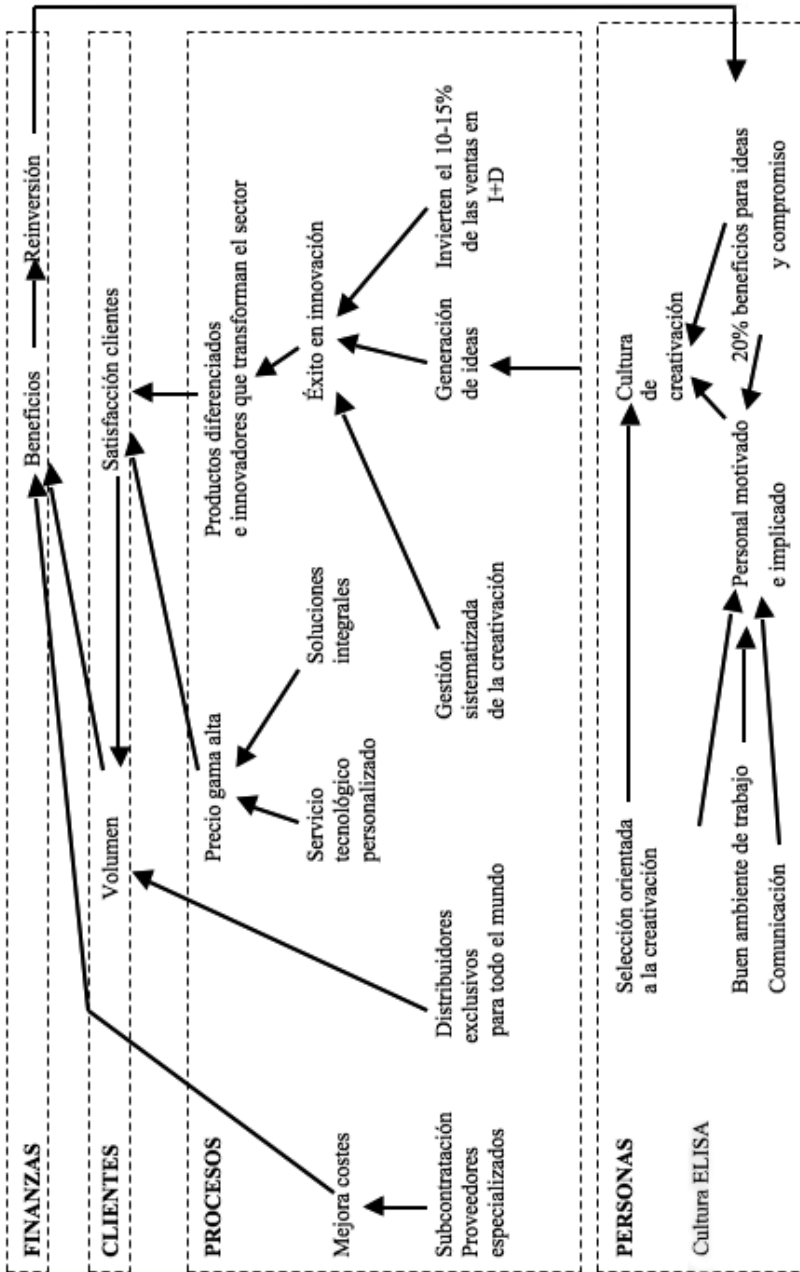 FINANZAS
Beneficios
Reinversión
CLIENTES
Volumen
Satisfacción clientes
PROCESOS
Precio gama alta
Productos diferenciados
e innovadores que transforman el sector
Mejora costes
Servicio
tecnológico
personalizado
Soluciones
integrales
Éxito en innovación
Subcontratación
Proveedores
especializados
Distribuidores
exclusivos
para todo el mundo
Gestión
sistematizada
de la creativación
Generación
de ideas
Invierten el 10-15%
de las ventas en
I+D
PERSONAS
Selección orientada
a la creativación
Cultura
de
creativación
Cultura ELISA
Buen ambiente de trabajo
Comunicación
Personal motivado
e implicado
20% beneficios para ideas
y compromiso